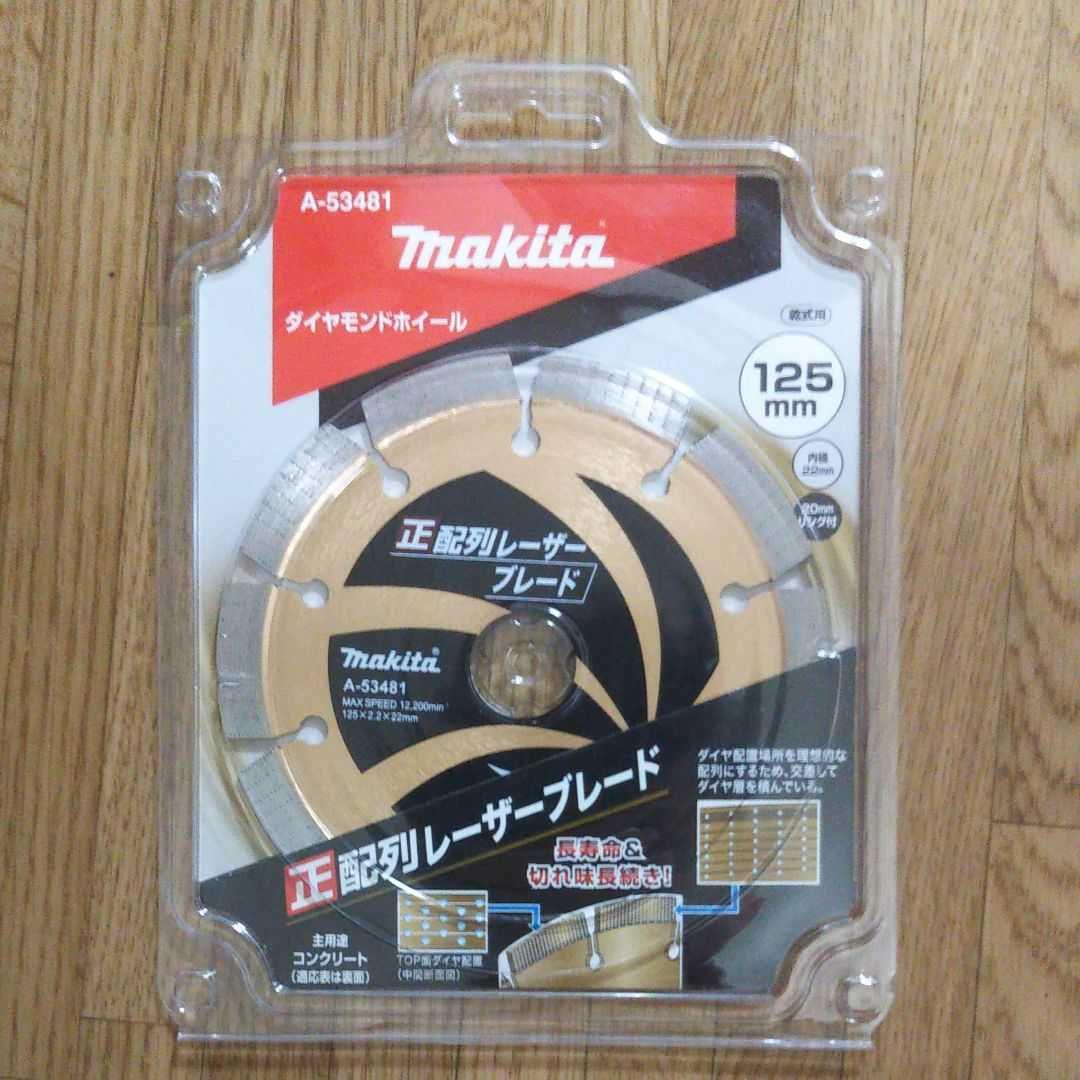 A-53481
makita
ダイヤモンドホイール
乾式用
125
mm
内径
22mm
20mm
リング付
正配列レーザー
ブレード
makita®
A-53481
MAX SPEED 12,200min
125×2.2×22mm
正配列レーザーブレード
ダイヤ配置場所を理想的な
配列にするため、交差して
ダイヤ層を積んでいる。
長寿命&
切れ味長続き!
主用途
コンクリート
(適応表は裏面)
TOP面ダイヤ配置
(中間断面図)